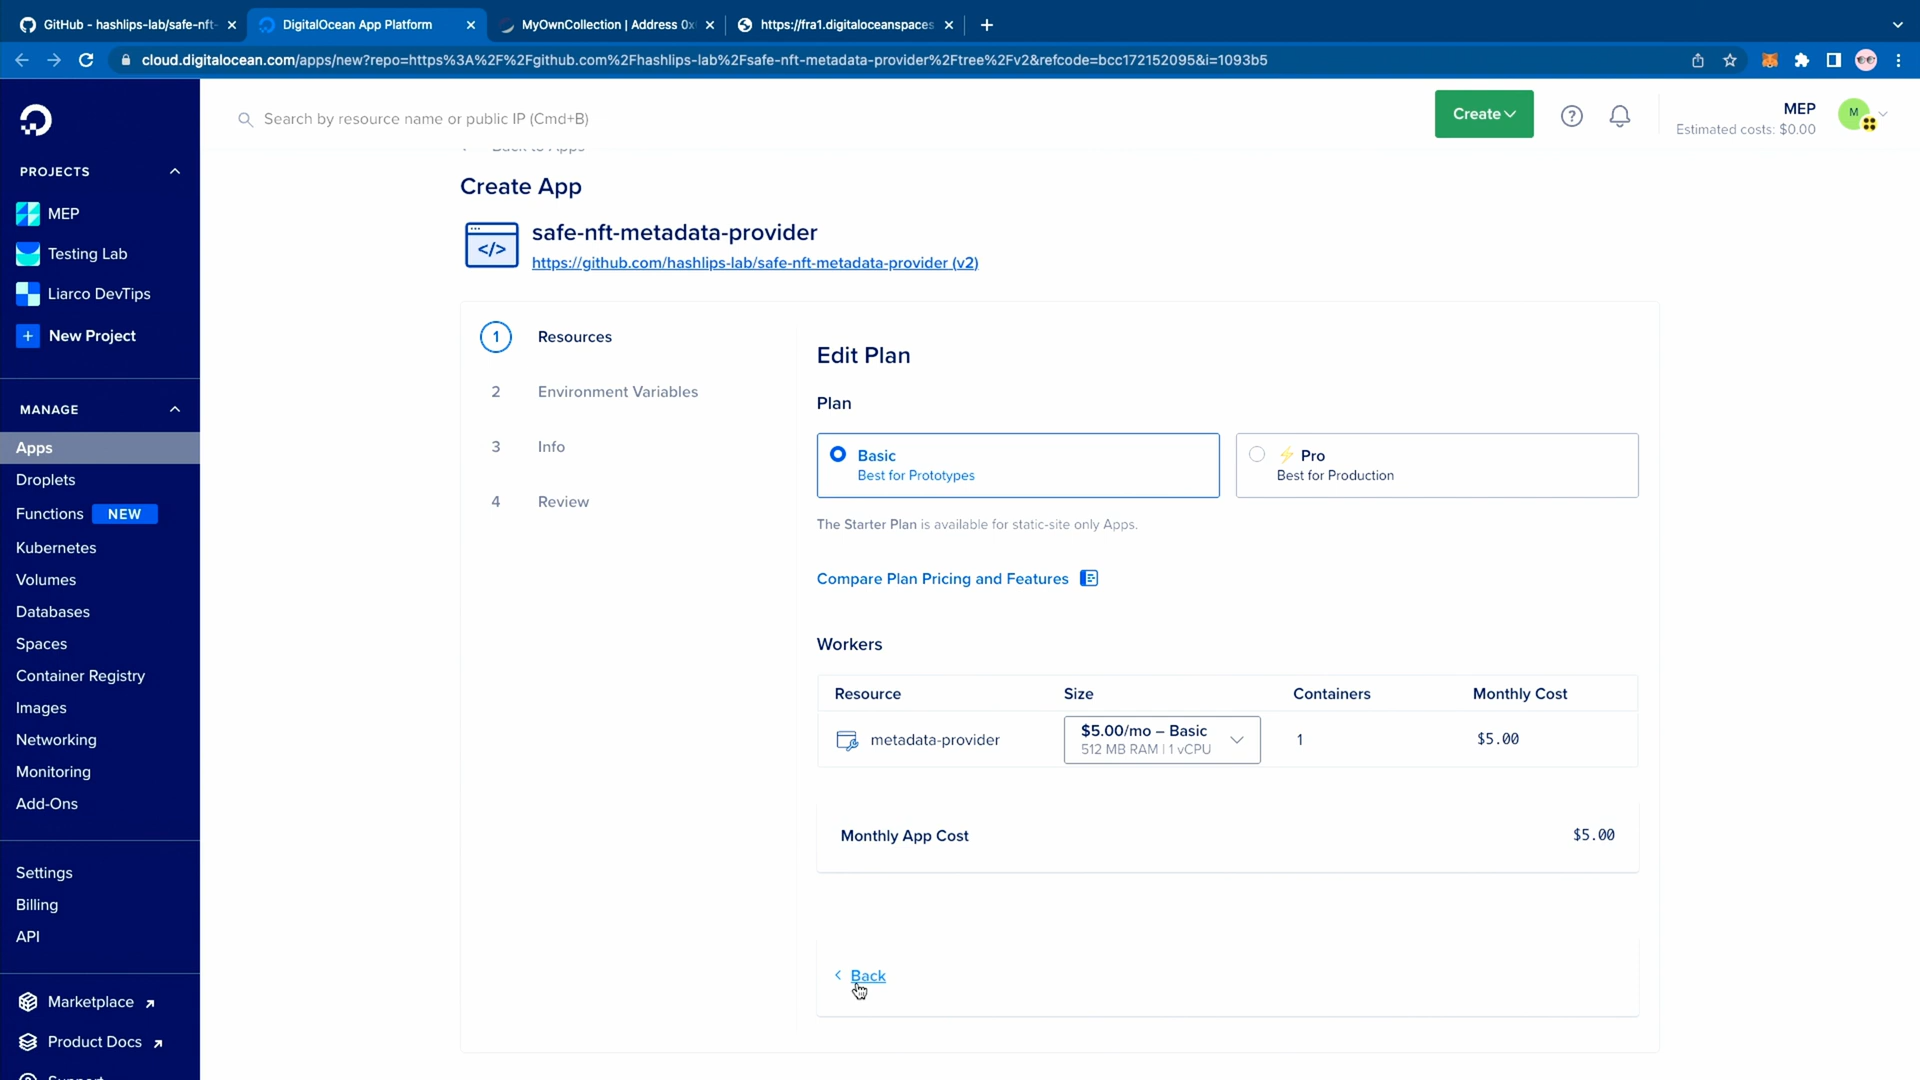 GitHub - hashlips-lab/safe-nft-
DigitalOcean App Platform
MyOwnCollection | Address 0x
https://fra1.digitaloceanspaces
cloud.digitalocean.com/apps/new?repo=https%3A%2F%2Fgithub.com%2Fhashlips-lab%2Fsafe-nft-metadata-provider%2Ftree%2Fv2&refcode=bcc172152095&i=1093b5
Search by resource name or public IP (Cmd+B)
Create
MEP
Estimated costs: $0.00
M
PROJECTS
MEP
Testing Lab
Liarco DevTips
New Project
MANAGE
Apps
Droplets
Functions NEW
Kubernetes
Volumes
Databases
Spaces
Container Registry
Images
Networking
Monitoring
Add-Ons
Settings
Billing
API
Marketplace
Product Docs
Support
Back to Apps
Create App
safe-nft-metadata-provider
https://github.com/hashlips-lab/safe-nft-metadata-provider (v2)
1 Resources
2 Environment Variables
3 Info
4 Review
Edit Plan
Plan
Basic
Best for Prototypes
Pro
Best for Production
The Starter Plan is available for static-site only Apps.
Compare Plan Pricing and Features
Workers
Resource Size Containers Monthly Cost
metadata-provider $5.00/mo – Basic 1 $5.00
512 MB RAM | 1 vCPU
Monthly App Cost $5.00
Back